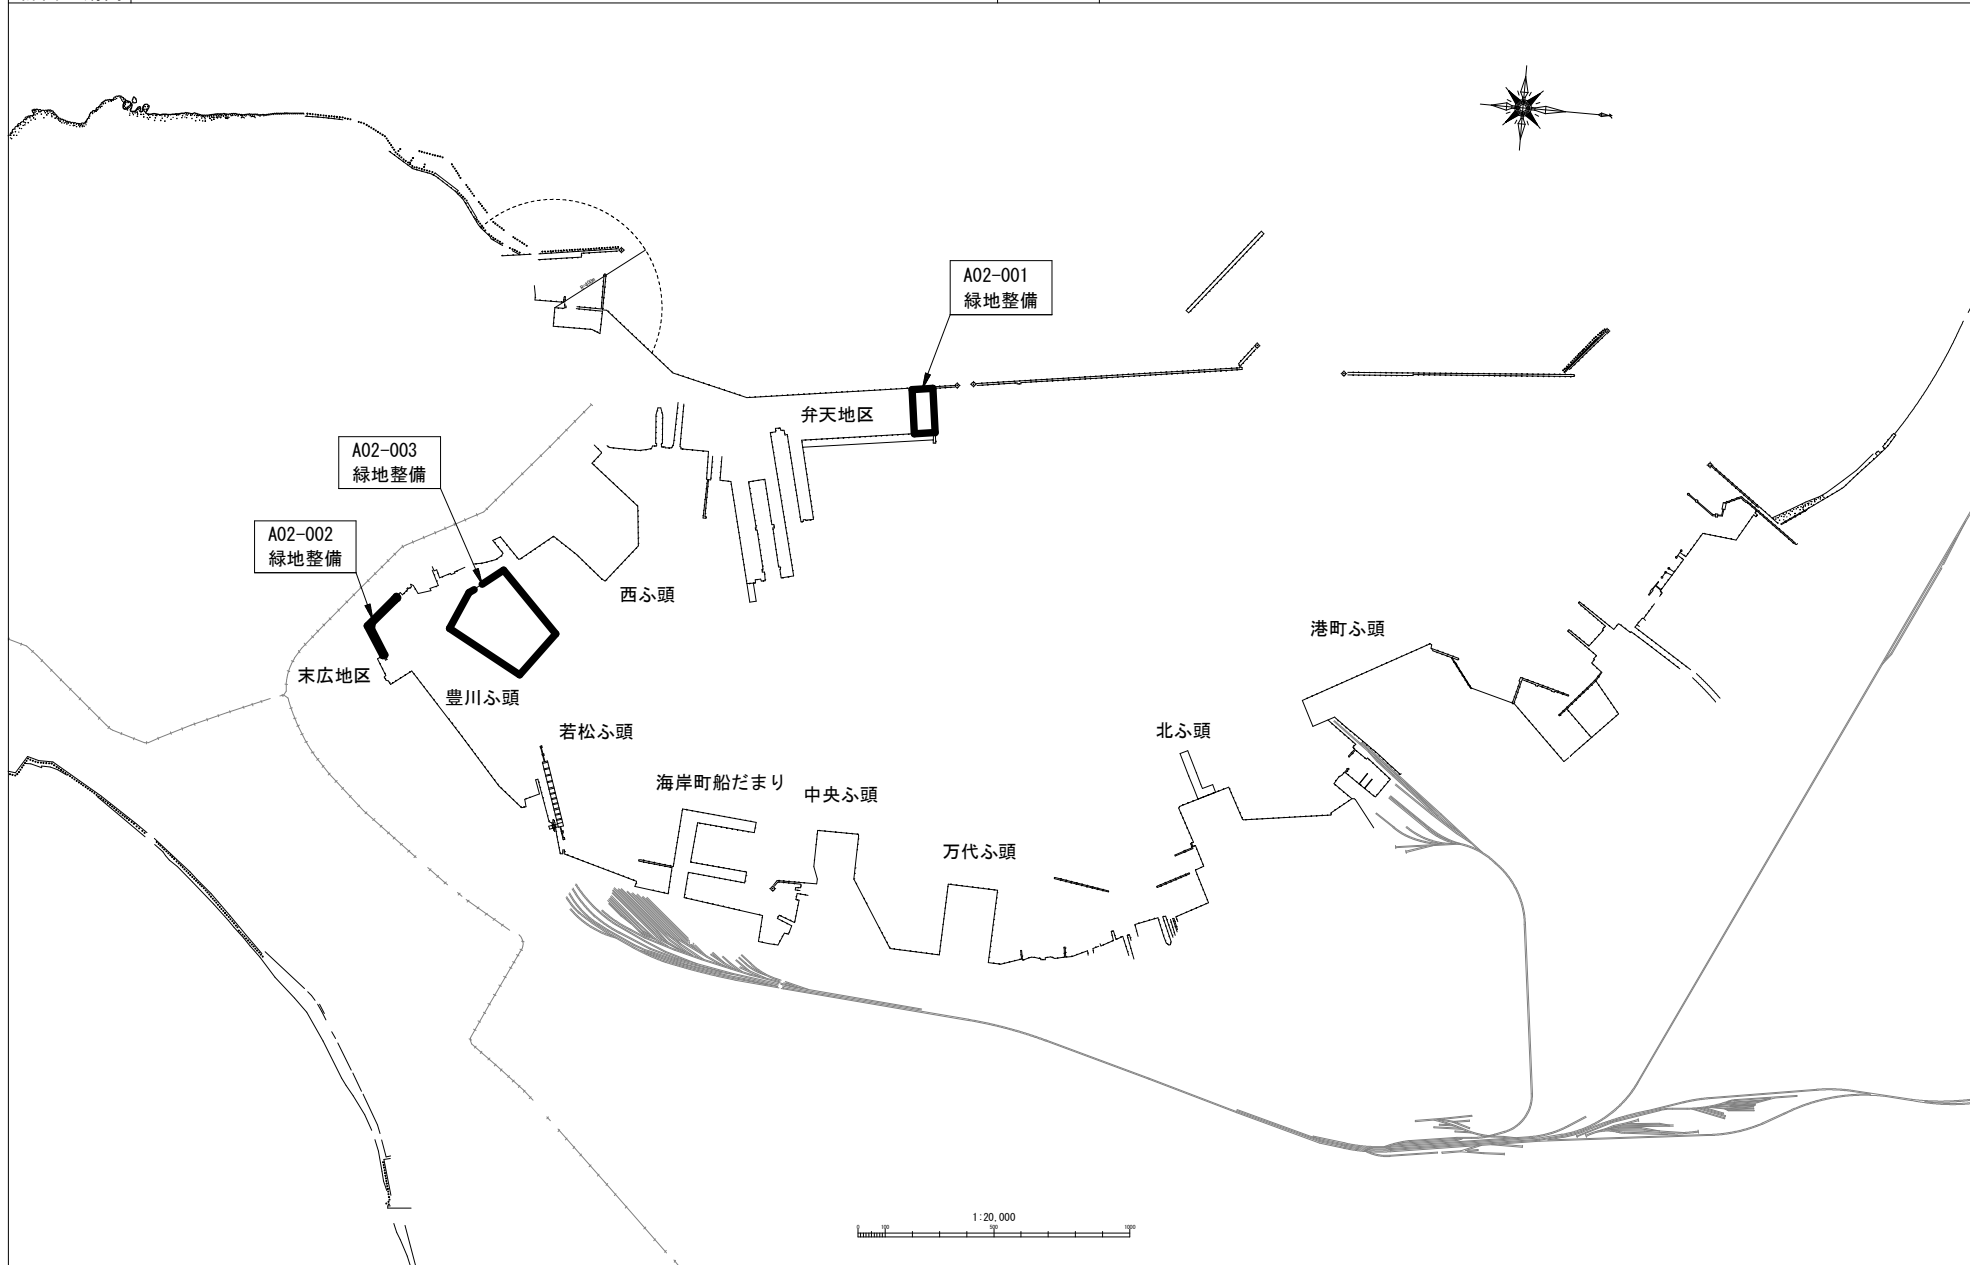 A02-001
緑地整備
弁天地区
A02-003
緑地整備
A02-002
緑地整備
西ふ頭
港町ふ頭
末広地区
豊川ふ頭
若松ふ頭
北ふ頭
海岸町船だまり
中央ふ頭
万代ふ頭
1:20,000
0 100 500 1000